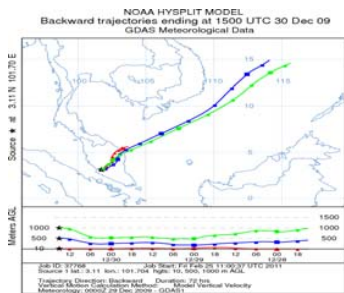 NOAA HYSPLIT MODEL
Backward trajectories ending at 1500 UTC 30 Dec 09
GDAS Meteorological Data
Source ★ at 3.11 N 101.70 E
100
105
110
115
15
10
5
Meters AGL
1500
1000
1000
500
500
10
12 06 00 18 12 06 00 18 12 06 00 18
12/30 12/29 12/28
Job Start: Fri Feb 25 11:00:37 UTC 2011
Source 1 lat.: 3.11 lon.: 101.704 hgts: 10, 500, 1000 m AGL
Trajectory Direction: Backward Duration: 72 hrs
Vertical Motion Calculation Method: Model Vertical Velocity
Meteorology: 0000Z 29 Dec 2009 - GDAS1